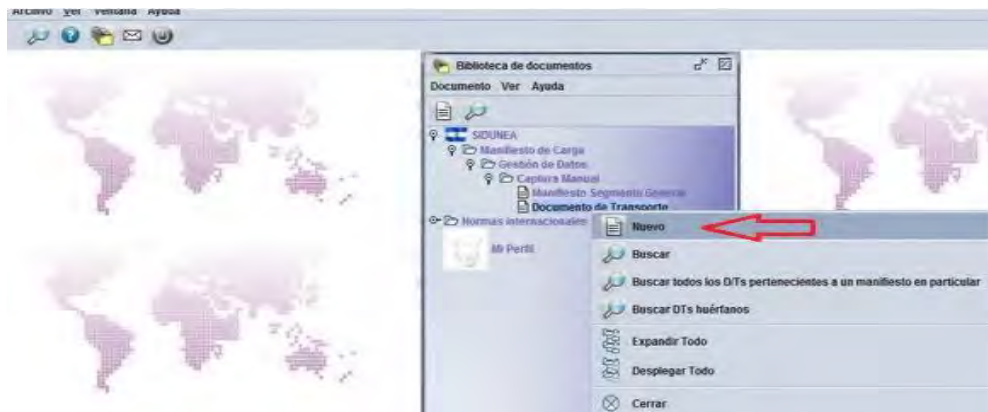 Archivo Ver Ventana Ayuda
Biblioteca de documentos
Documento Ver Ayuda
SIDUNEA
Manifiesto de Carga
Gestión de Datos
Captura Manual
Manifiesto Segmento General
Documento de Transporte
Normas internacionales
Mi Perfil
Nuevo
Buscar
Buscar todos los D/Ts pertenecientes a un manifiesto en particular
Buscar DTs huérfanos
Expandir Todo
Desplegar Todo
Cerrar